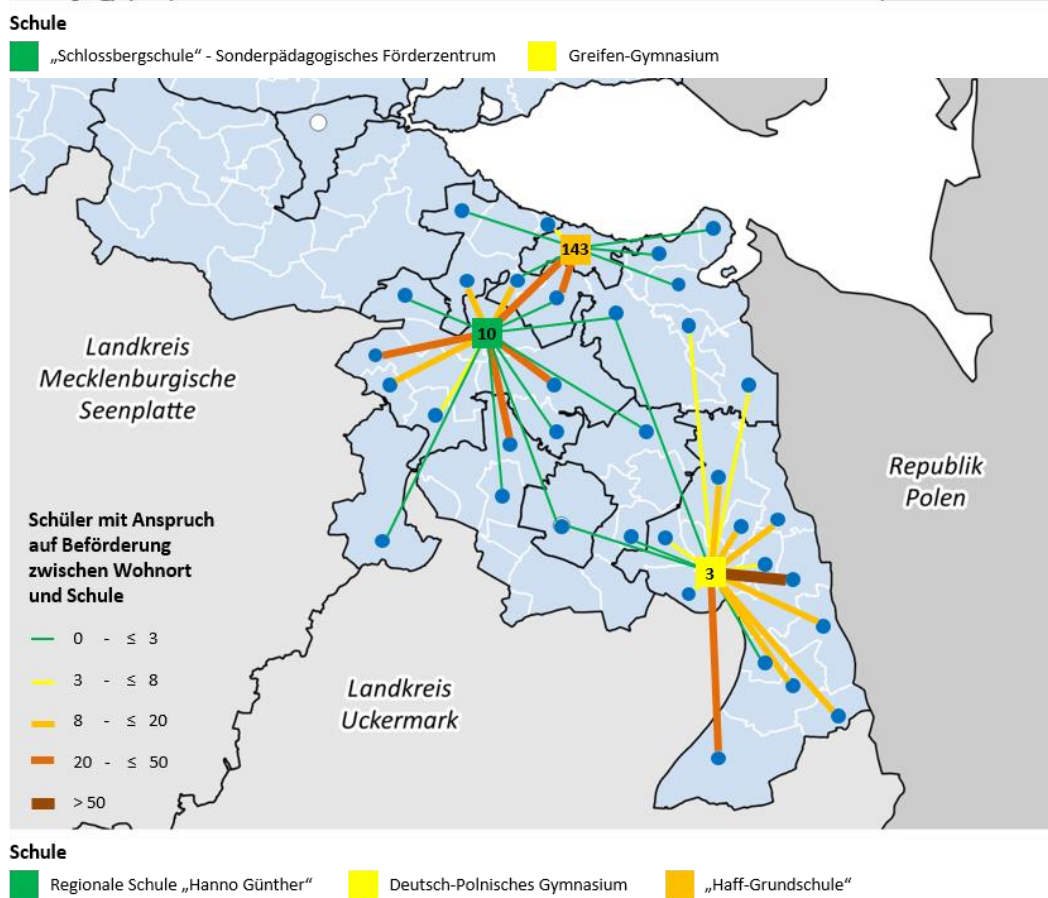 Schule
„Schlossbergschule“ - Sonderpädagogisches Förderzentrum
Greifen-Gymnasium
143
10
Landkreis
Mecklenburgische
Seenplatte
Republik
Polen
Schüler mit Anspruch
auf Beförderung
zwischen Wohnort
und Schule
3
0 - ≤ 3
3 - ≤ 8
8 - ≤ 20
20 - ≤ 50
> 50
Landkreis
Uckermark
Schule
Regionale Schule „Hanno Günther“
Deutsch-Polnisches Gymnasium
„Haff-Grundschule“